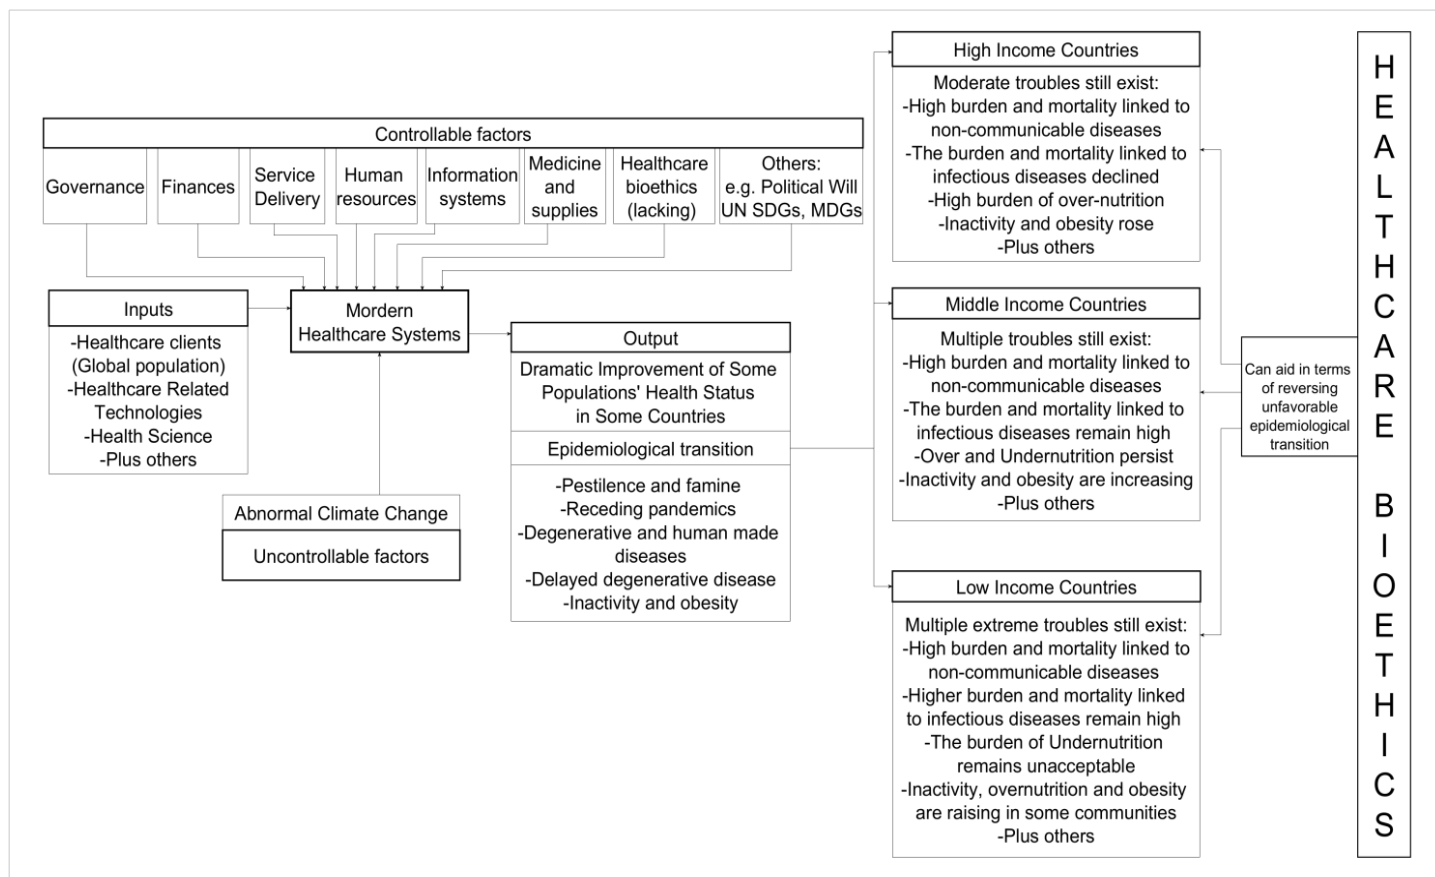 Controllable factors
Governance
Finances
Service
Delivery
Human
resources
Information
systems
Medicine
and
supplies
Healthcare
bioethics
(lacking)
Others:
e.g. Political Will
UN SDGs, MDGs
Inputs
-Healthcare clients
(Global population)
-Healthcare Related
Technologies
-Health Science
-Plus others
Mordern
Healthcare Systems
Abnormal Climate Change
Uncontrollable factors
Output
Dramatic Improvement of Some
Populations' Health Status
in Some Countries
Epidemiological transition
-Pestilence and famine
-Receding pandemics
-Degenerative and human made
diseases
-Delayed degenerative disease
-Inactivity and obesity
High Income Countries
Moderate troubles still exist:
-High burden and mortality linked to
non-communicable diseases
-The burden and mortality linked to
infectious diseases declined
-High burden of over-nutrition
-Inactivity and obesity rose
-Plus others
Middle Income Countries
Multiple troubles still exist:
-High burden and mortality linked to
non-communicable diseases
-The burden and mortality linked to
infectious diseases remain high
-Over and Undernutrition persist
-Inactivity and obesity are increasing
-Plus others
Low Income Countries
Multiple extreme troubles still exist:
-High burden and mortality linked to
non-communicable diseases
-Higher burden and mortality linked
to infectious diseases remain high
-The burden of Undernutrition
remains unacceptable
-Inactivity, overnutrition and obesity
are raising in some communities
-Plus others
Can aid in terms
of reversing
unfavorable
epidemiological
transition
HEALTHCARE BIOETHICS